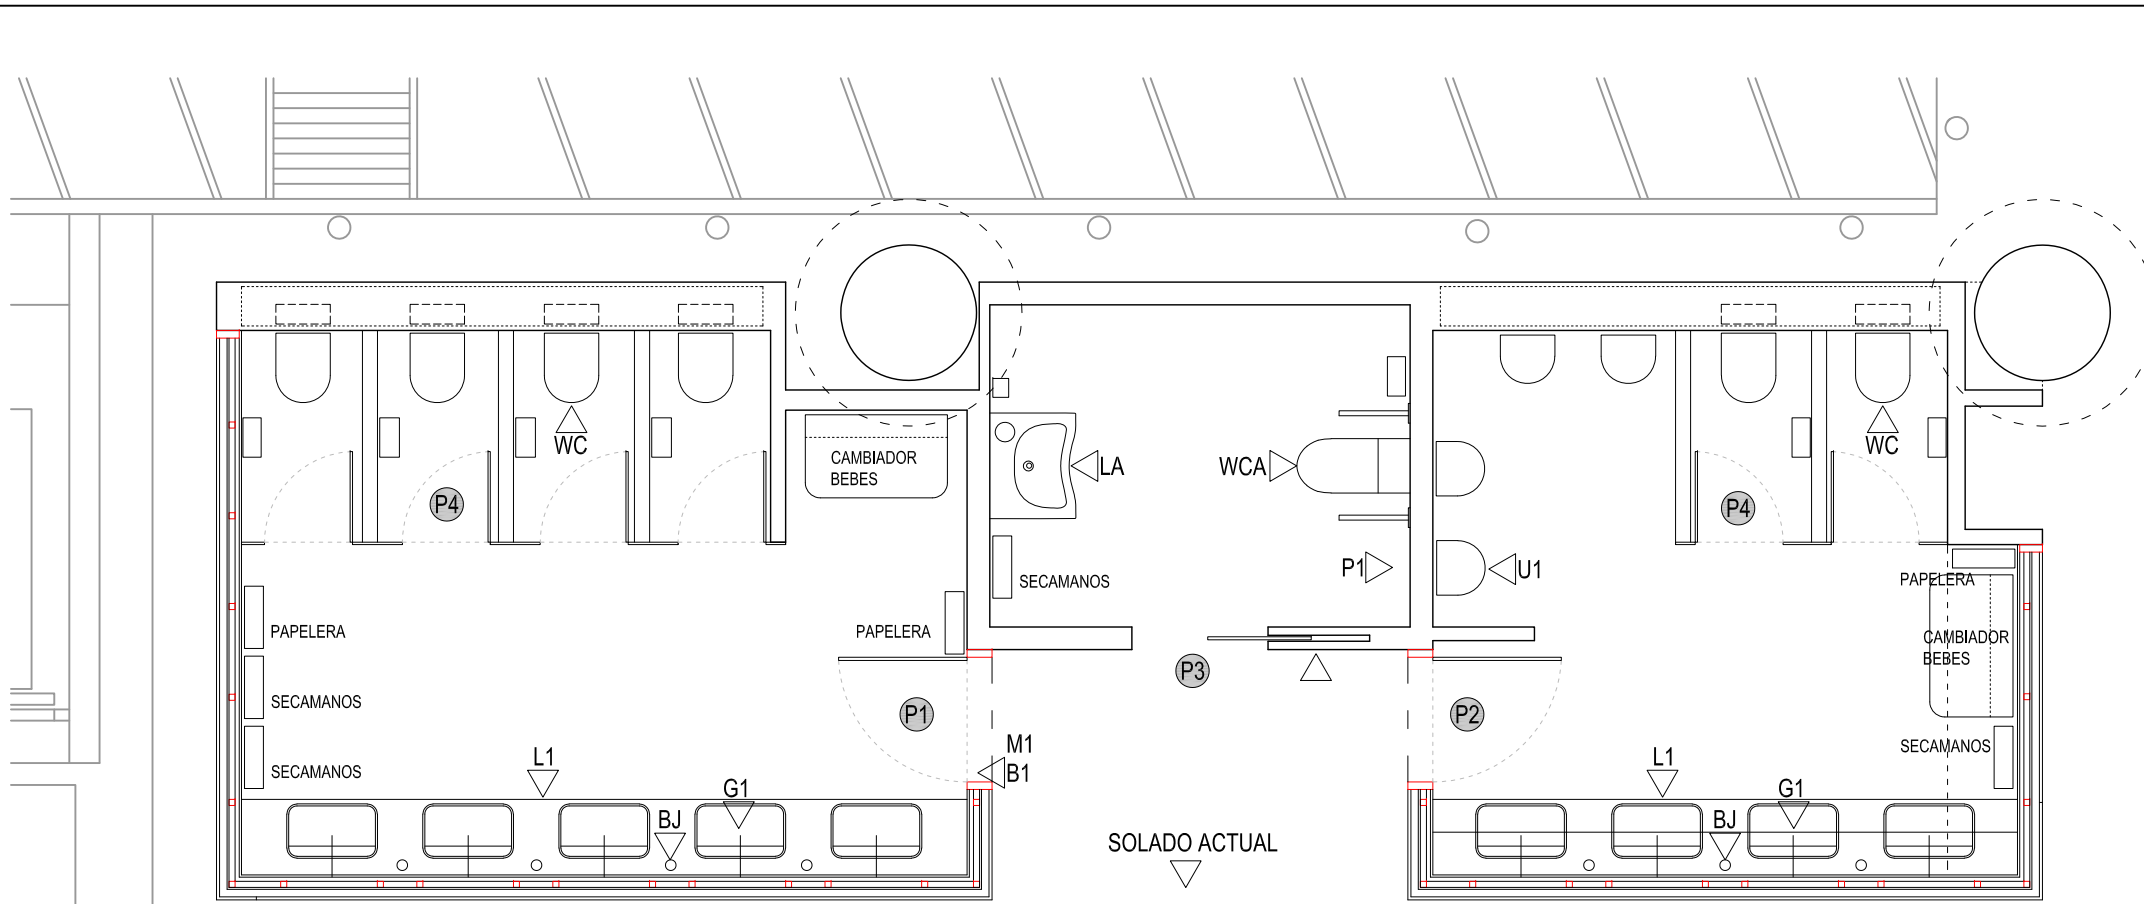 WC
CAMBIADOR
BEBES
LA
WCA
WC
P4
P4
P1
U1
SECAMANOS
PAPELERA
PAPELERA
PAPELERA
CAMBIADOR
BEBES
P3
SECAMANOS
P1
P2
M1
B1
SECAMANOS
SECAMANOS
L1
L1
G1
G1
BJ
BJ
SOLADO ACTUAL